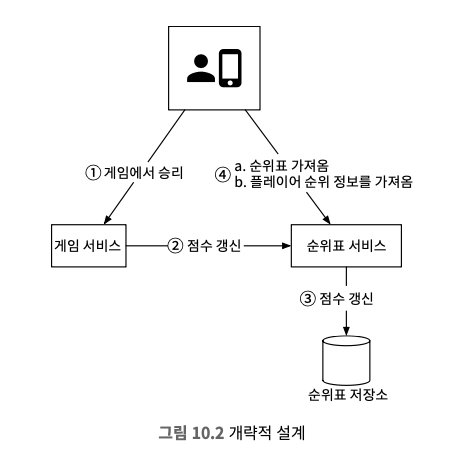 ① 게임에서 승리
④ a. 순위표 가져옴
b. 플레이어 순위 정보를 가져옴
게임 서비스
② 점수 갱신
순위표 서비스
③ 점수 갱신
순위표 저장소
그림 10.2 개략적 설계